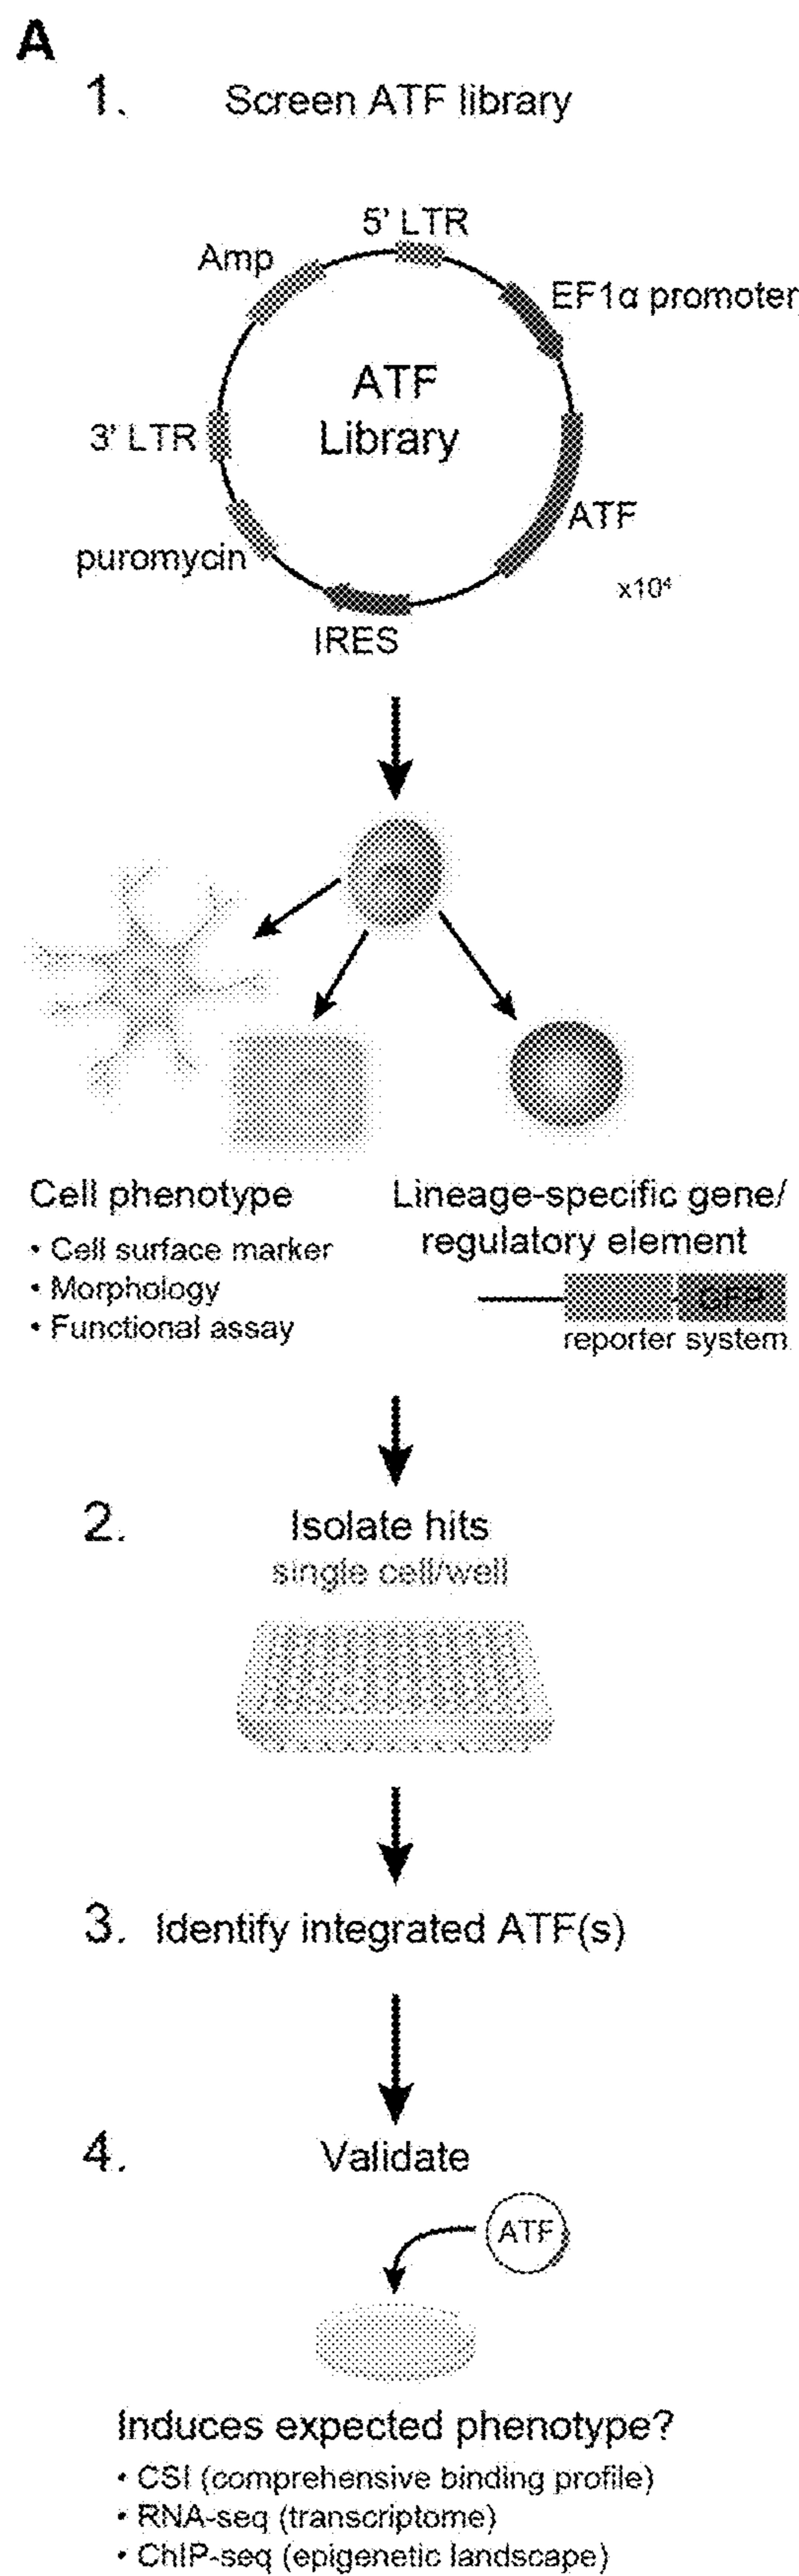 A
1. Screen ATF library
5' LTR
Amp
EF1α promoter
ATF
Library
3' LTR
ATF
puromycin
x10⁴
IRES
Cell phenotype
• Cell surface marker
• Morphology
• Functional assay
Lineage-specific gene/
regulatory element
GFP
reporter system
2. Isolate hits
single cell/well
3. Identify integrated ATF(s)
4. Validate
ATF
Induces expected phenotype?
• CSI (comprehensive binding profile)
• RNA-seq (transcriptome)
• ChIP-seq (epigenetic landscape)